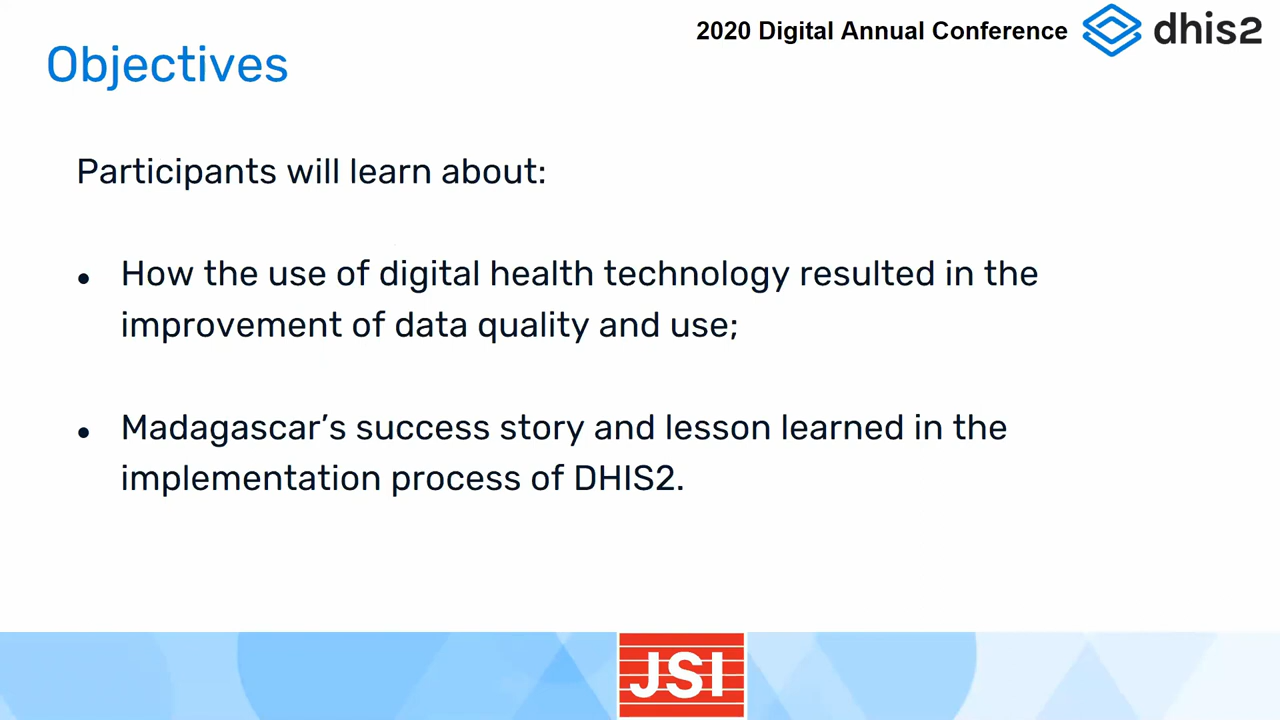 2020 Digital Annual Conference
dhis2
Objectives
Participants will learn about:
• How the use of digital health technology resulted in the
improvement of data quality and use;
• Madagascar’s success story and lesson learned in the
implementation process of DHIS2.
JSI